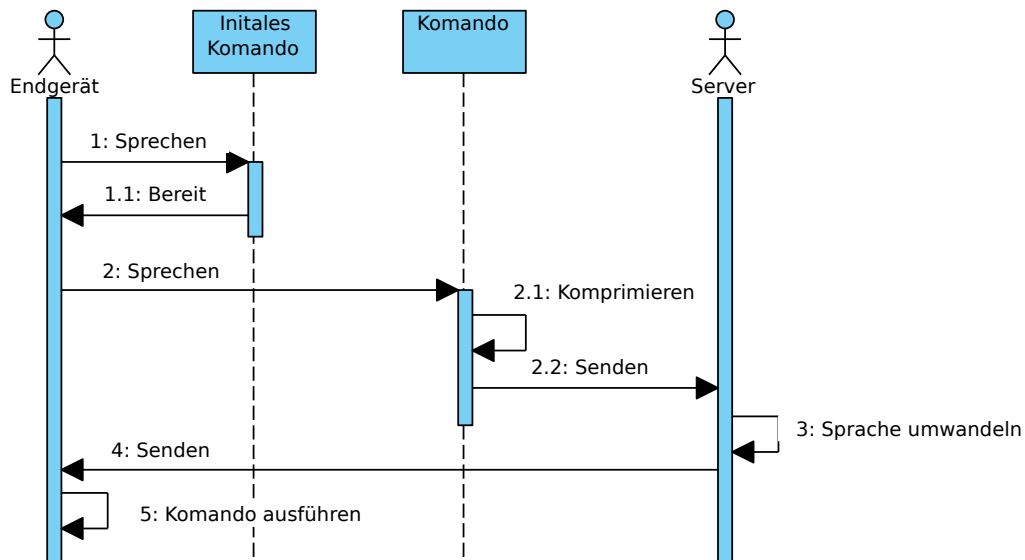 Initales
Komando
Komando
Endgerät
Server
1: Sprechen
1.1: Bereit
2: Sprechen
2.1: Komprimieren
2.2: Senden
3: Sprache umwandeln
4: Senden
5: Komando ausführen